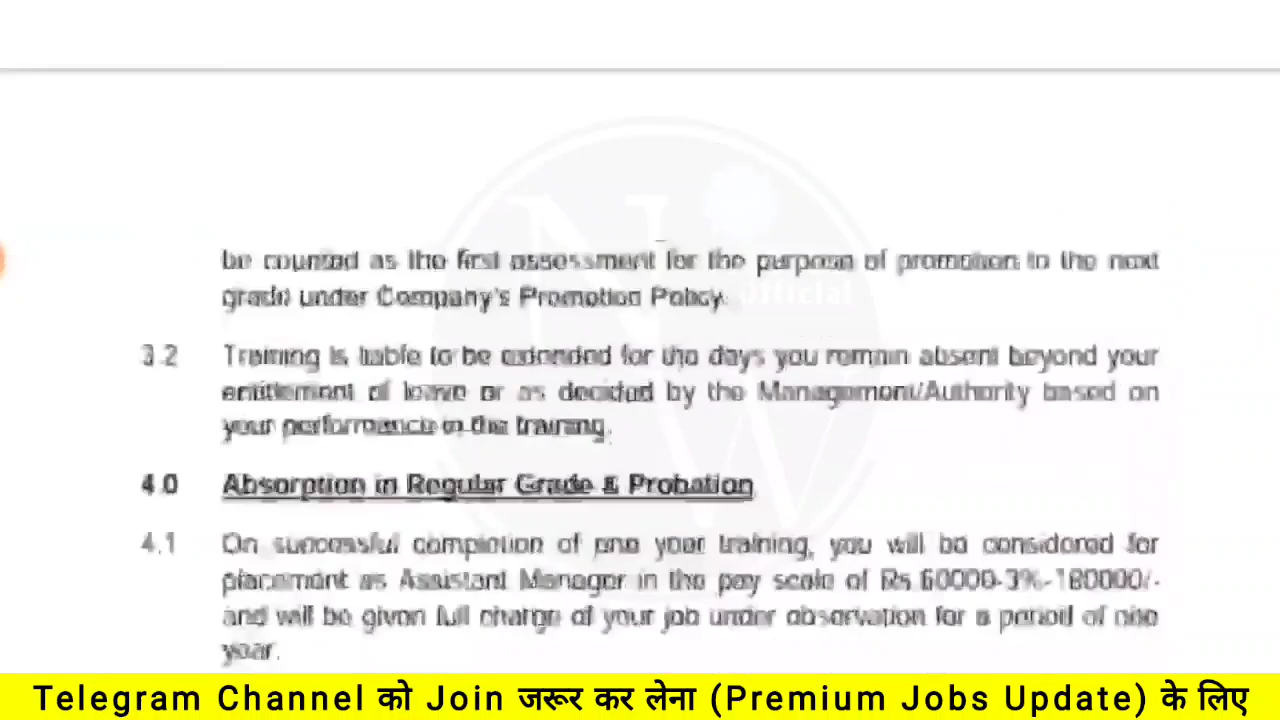 Official
be counted as the first assessment for the purpose of promotion to the next
grade under Company's Promotion Policy.
3.2 Training is liable to be extended for the days you remain absent beyond your
entitlement of leave or as decided by the Management/Authority based on
your performance in the training.
4.0 Absorption in Regular Grade & Probation
4.1 On successful completion of one year training, you will be considered for
placement as Assistant Manager in the pay scale of Rs.60000-3%-180000/-
and will be given full charge of your job under observation for a period of one
year.
Telegram Channel को Join जरूर कर लेना (Premium Jobs Update) के लिए